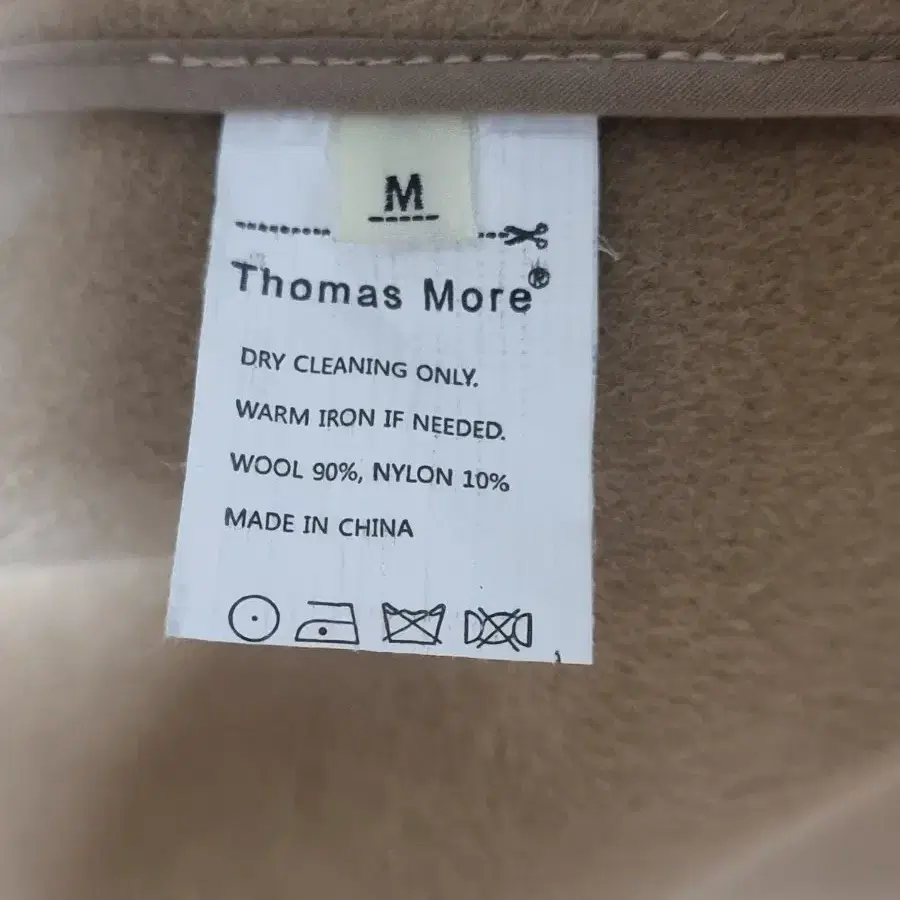 M
Thomas More®
DRY CLEANING ONLY.
WARM IRON IF NEEDED.
WOOL 90%, NYLON 10%
MADE IN CHINA